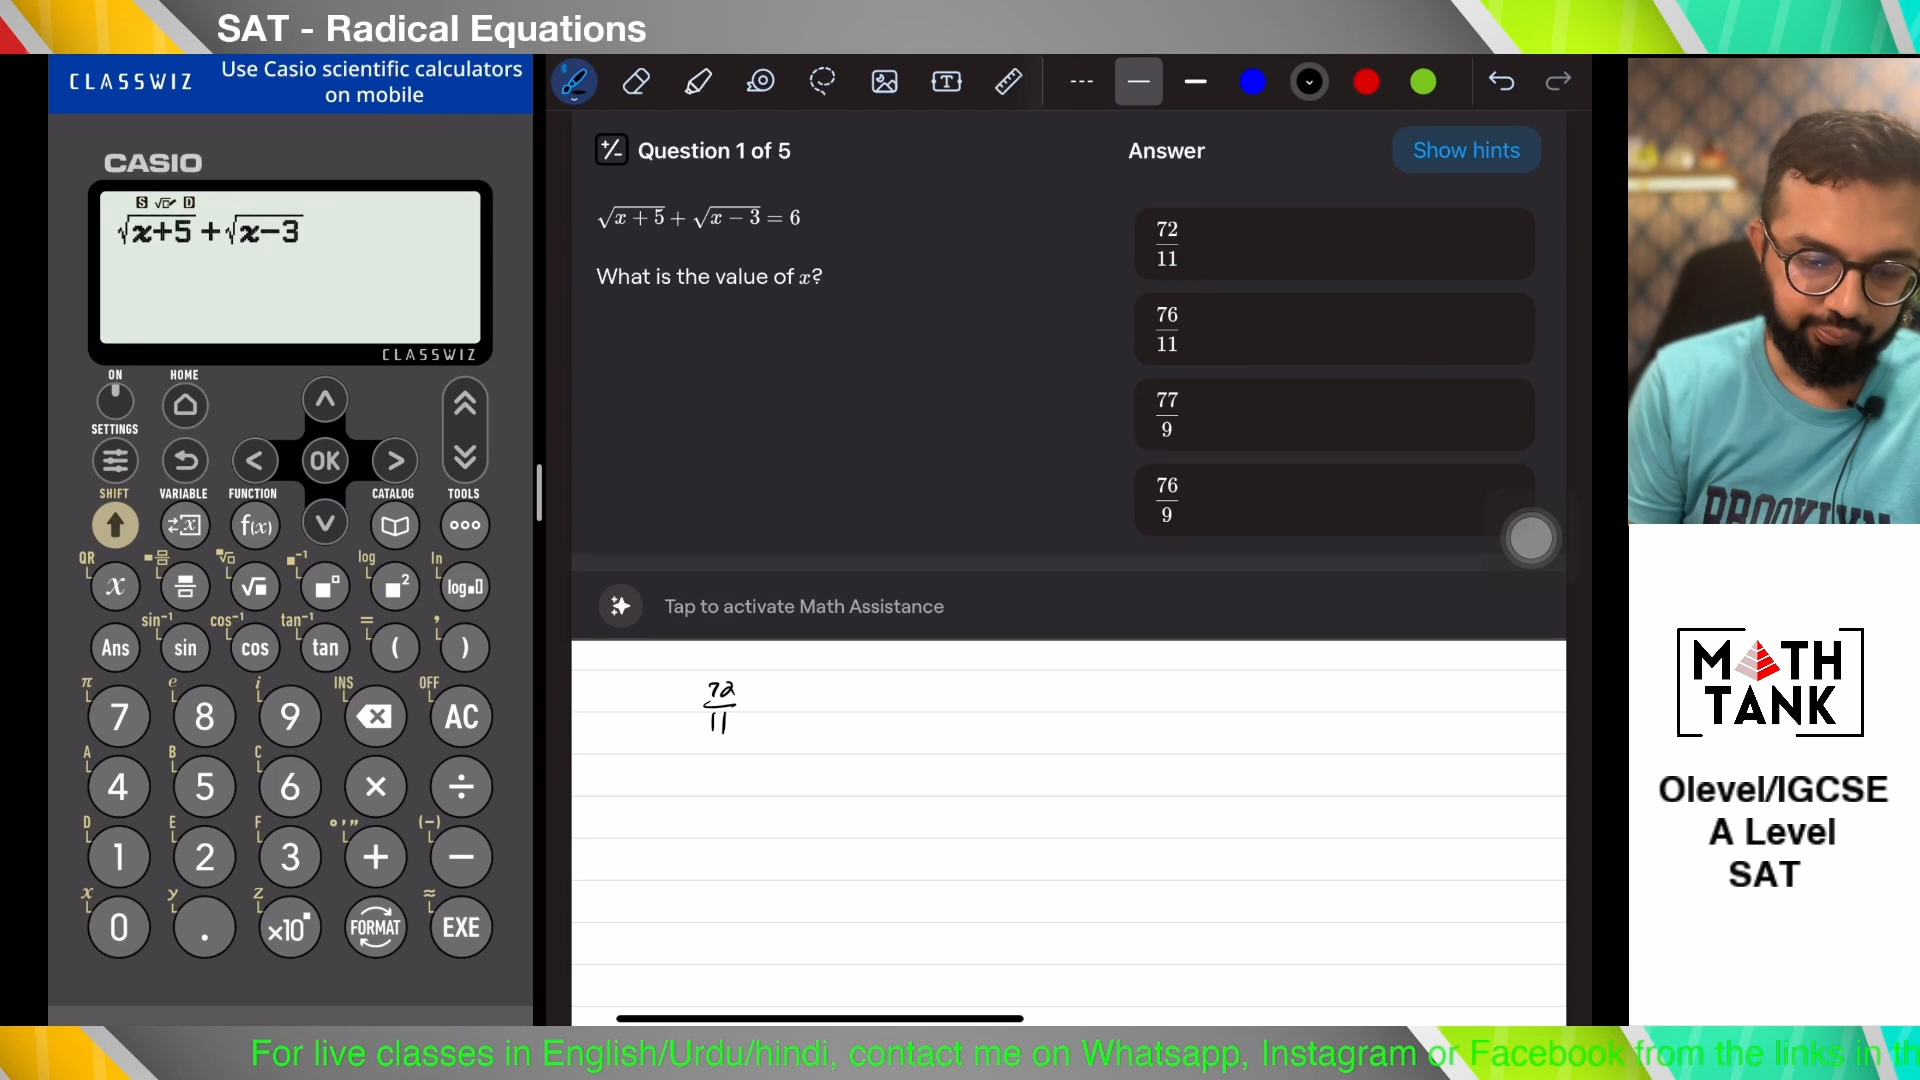 SAT - Radical Equations
CLASSWIZ
Use Casio scientific calculators
on mobile
CASIO
S √ D
√x+5 +√x−3
CLASSWIZ
ON HOME
SETTINGS
OK
SHIFT VARIABLE FUNCTION CATALOG TOOLS
x f(x) ooo
QR √ -1 log ln
x √ 2 log
sin⁻¹ cos⁻¹ tan⁻¹ = ,
Ans sin cos tan ( )
π e i INS OFF
7 8 9 AC
A B C
4 5 6 × ÷
D E F ° ′ ″ (−)
1 2 3 + −
x y z ≈
0 . ×10 FORMAT EXE
T
+/- Question 1 of 5
√x + 5 + √x − 3 = 6
What is the value of x?
Answer
Show hints
72
11
76
11
77
9
76
9
Tap to activate Math Assistance
72
11
BROOKLYN
MATH
TANK
Olevel/IGCSE
A Level
SAT
For live classes in English/Urdu/hindi, contact me on Whatsapp, Instagram or Facebook from the links in th